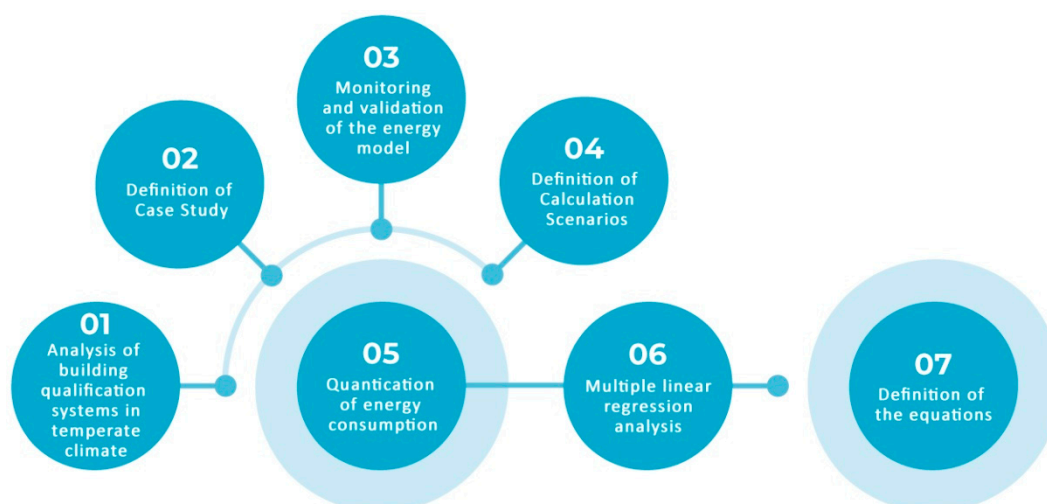 01
Analysis of
building
qualification
systems in
temperate
climate
02
Definition of
Case Study
03
Monitoring
and validation
of the energy
model
04
Definition of
Calculation
Scenarios
05
Quantication
of energy
consumption
06
Multiple linear
regression
analysis
07
Definition of
the equations